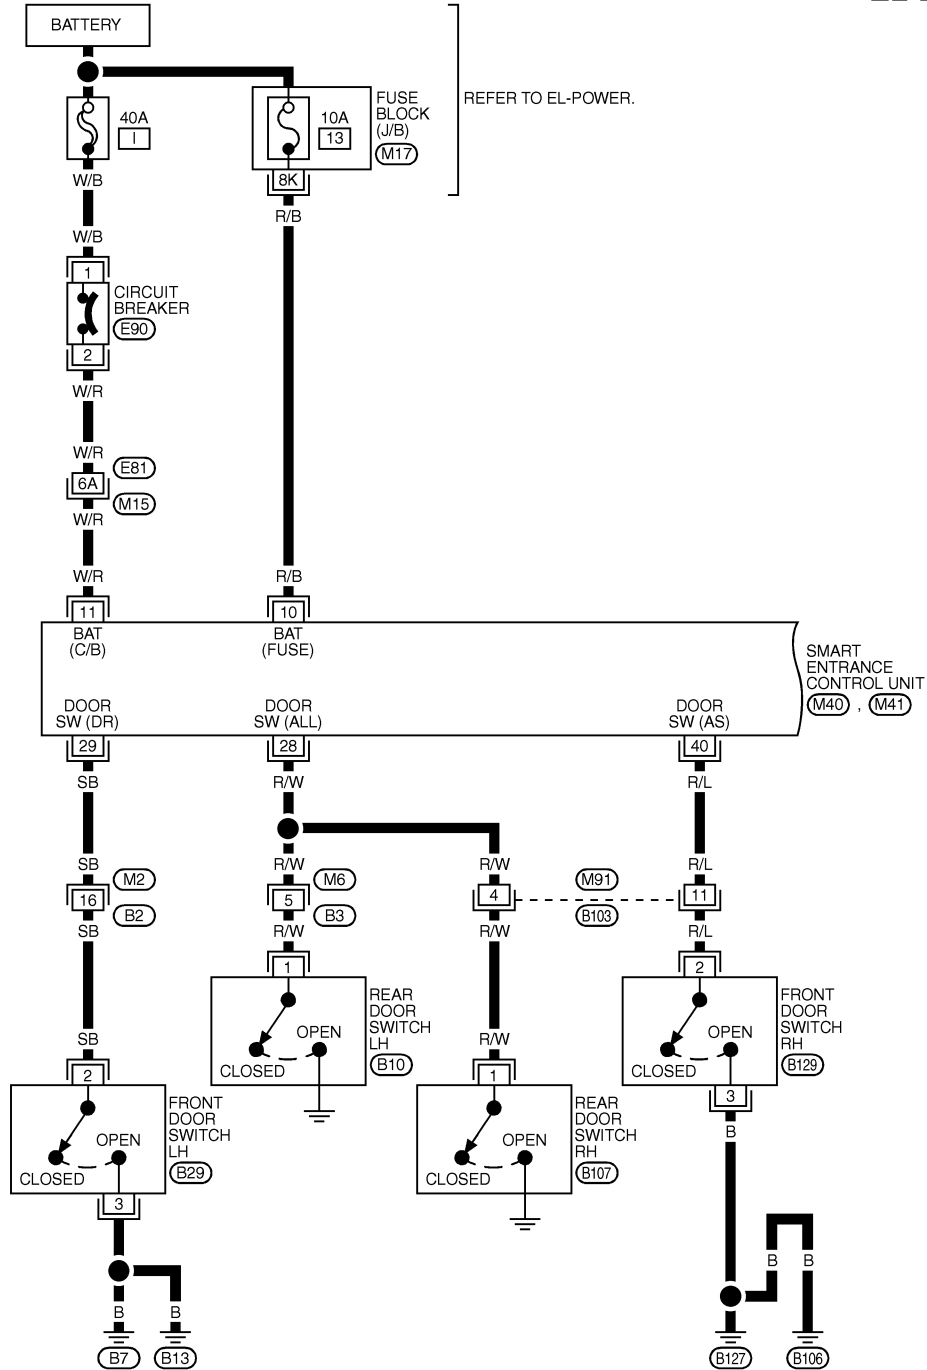 BATTERY
REFER TO EL-POWER.
40A
I
10A
13
FUSE
BLOCK
(J/B)
M17
8K
W/B
R/B
W/B
1
CIRCUIT
BREAKER
E90
2
W/R
W/R
E81
6A
M15
W/R
W/R
R/B
11
10
BAT
(C/B)
BAT
(FUSE)
SMART
ENTRANCE
CONTROL UNIT
M40 , M41
DOOR
SW (DR)
DOOR
SW (ALL)
DOOR
SW (AS)
29
28
40
SB
R/W
R/L
SB
R/W
R/W
R/L
M2
M6
M91
16
5
4
11
B2
B3
B103
SB
R/W
R/W
R/L
1
2
REAR
DOOR
SWITCH
LH
B10
OPEN
CLOSED
FRONT
DOOR
SWITCH
RH
B129
OPEN
CLOSED
SB
R/W
2
1
3
FRONT
DOOR
SWITCH
LH
B29
OPEN
CLOSED
REAR
DOOR
SWITCH
RH
B107
OPEN
CLOSED
B
3
B
B
B
B
B7
B13
B127
B106